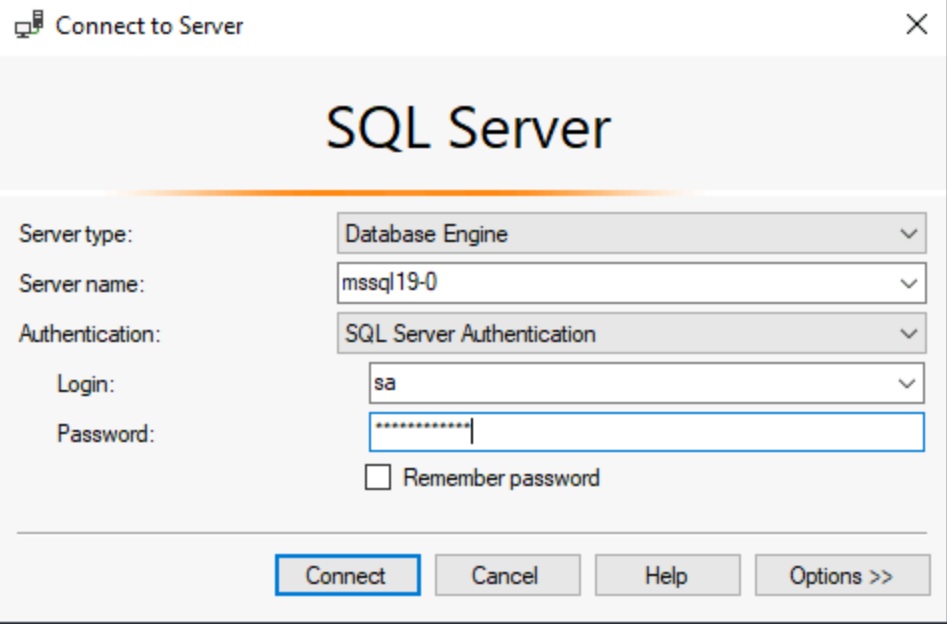 Connect to Server
SQL Server
Server type: Database Engine
Server name: mssql19-0
Authentication: SQL Server Authentication
Login: sa
Password: ************
Remember password
Connect Cancel Help Options >>